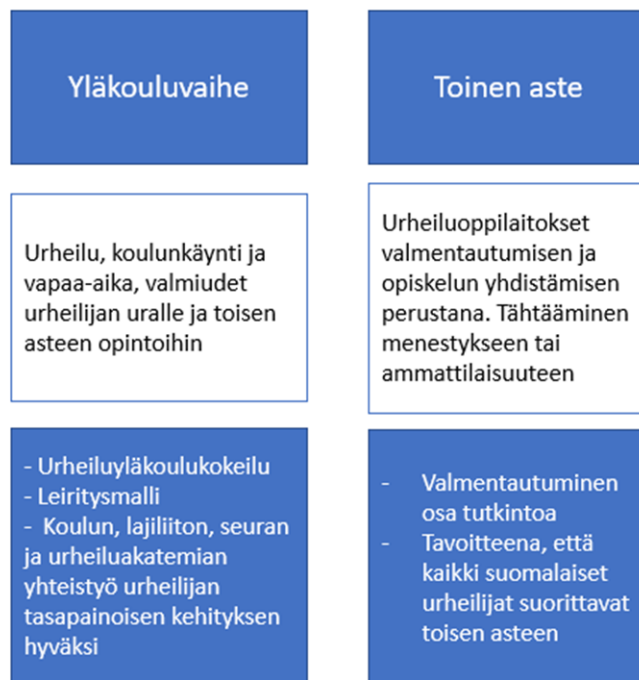 Yläkouluvaihe
Urheilu, koulunkäynti ja
vapaa-aika, valmiudet
urheilijan uralle ja toisen
asteen opintoihin
- Urheiluyläkoulukokeilu
- Leiritysmalli
- Koulun, lajiliiton, seuran
ja urheiluakatemian
yhteistyö urheilijan
tasapainoisen kehityksen
hyväksi
Toinen aste
Urheiluoppilaitokset
valmentautumisen ja
opiskelun yhdistämisen
perustana. Tähtääminen
menestykseen tai
ammattilaisuuteen
- Valmentautuminen
osa tutkintoa
- Tavoitteena, että
kaikki suomalaiset
urheilijat suorittavat
toisen asteen